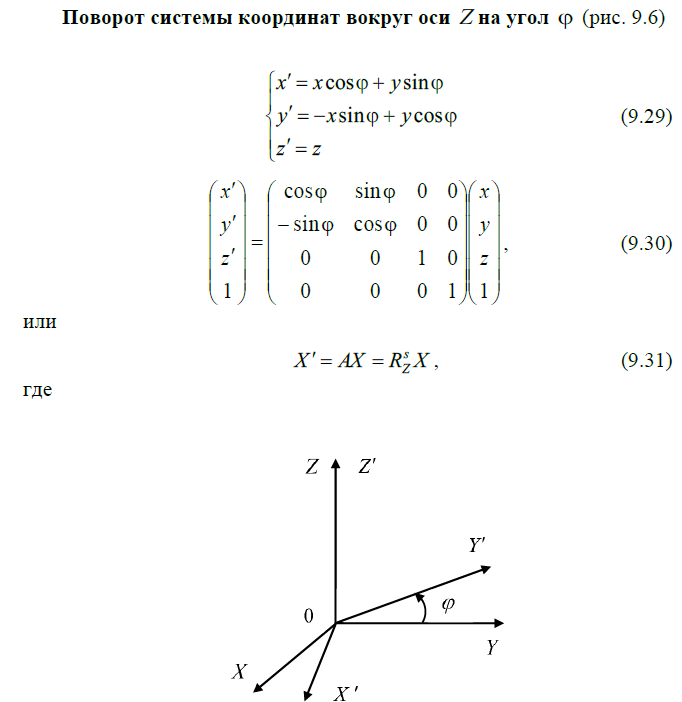 Поворот системы координат вокруг оси Z на угол φ (рис. 9.6)
x′ = x cosφ + y sinφ
y′ = −x sinφ + y cosφ (9.29)
z′ = z
x′ cosφ sinφ 0 0 x
y′ − sinφ cosφ 0 0 y
z′ = 0 0 1 0 z , (9.30)
1 0 0 0 1 1
или
X′ = AX = R_Z^s X , (9.31)
где
Z Z′
Y′
0 φ
Y
X
X′